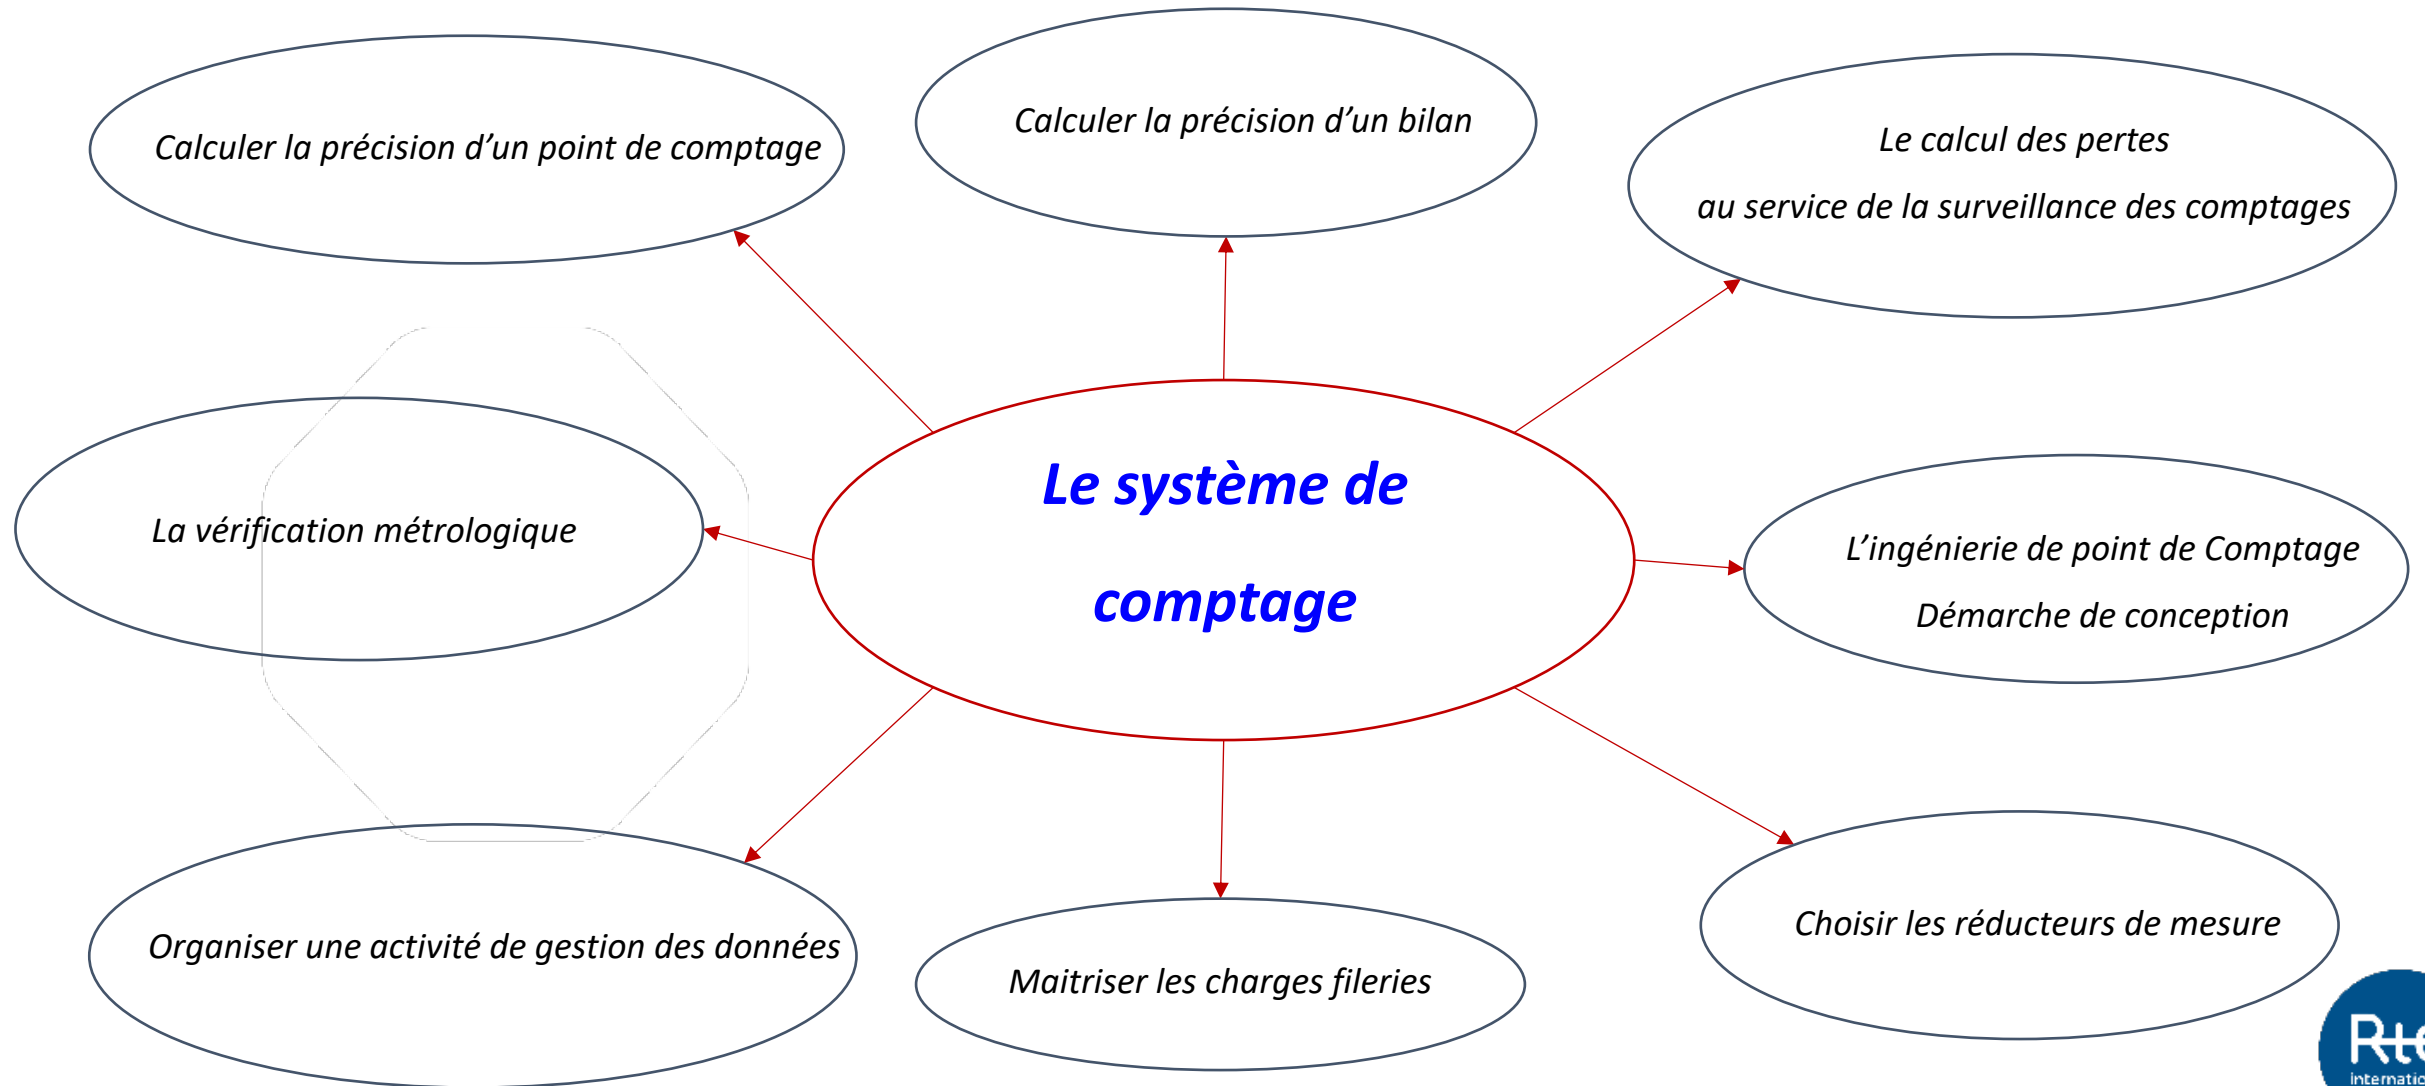 Calculer la précision d’un point de comptage
Calculer la précision d’un bilan
Le calcul des pertes
au service de la surveillance des comptages
Le système de
comptage
La vérification métrologique
L’ingénierie de point de Comptage
Démarche de conception
Organiser une activité de gestion des données
Maitriser les charges fileries
Choisir les réducteurs de mesure